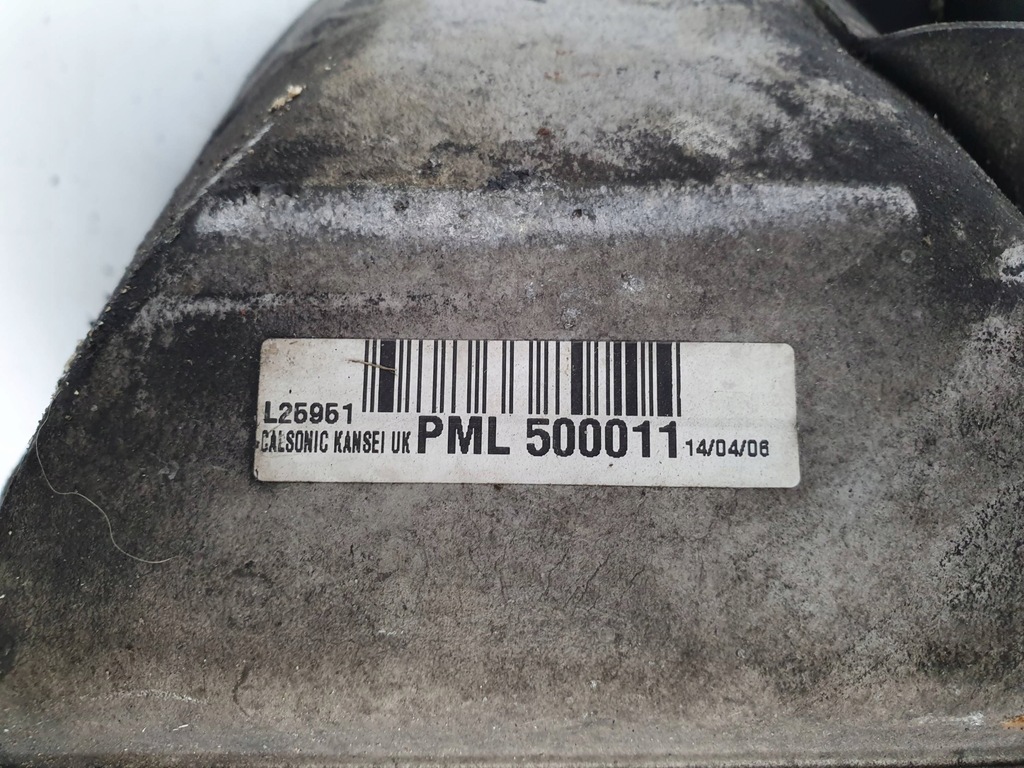 L25951
CALSONIC KANSEI UK PML 500011 14/04/06